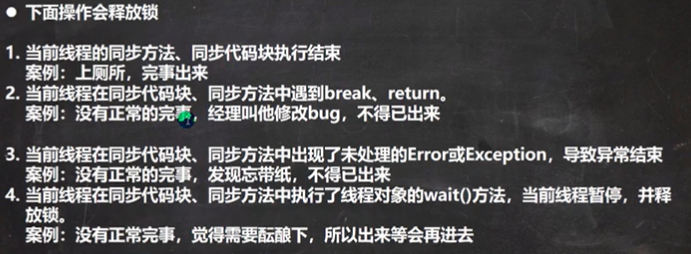 ● 下面操作会释放锁
1. 当前线程的同步方法、同步代码块执行结束
案例：上厕所，完事出来
2. 当前线程在同步代码块、同步方法中遇到break、return。
案例：没有正常的完事，经理叫他修改bug，不得已出来
3. 当前线程在同步代码块、同步方法中出现了未处理的Error或Exception，导致异常结束
案例：没有正常的完事，发现忘带纸，不得已出来
4. 当前线程在同步代码块、同步方法中执行了线程对象的wait()方法，当前线程暂停，并释
放锁。
案例：没有正常完事，觉得需要酝酿下，所以出来等会再进去